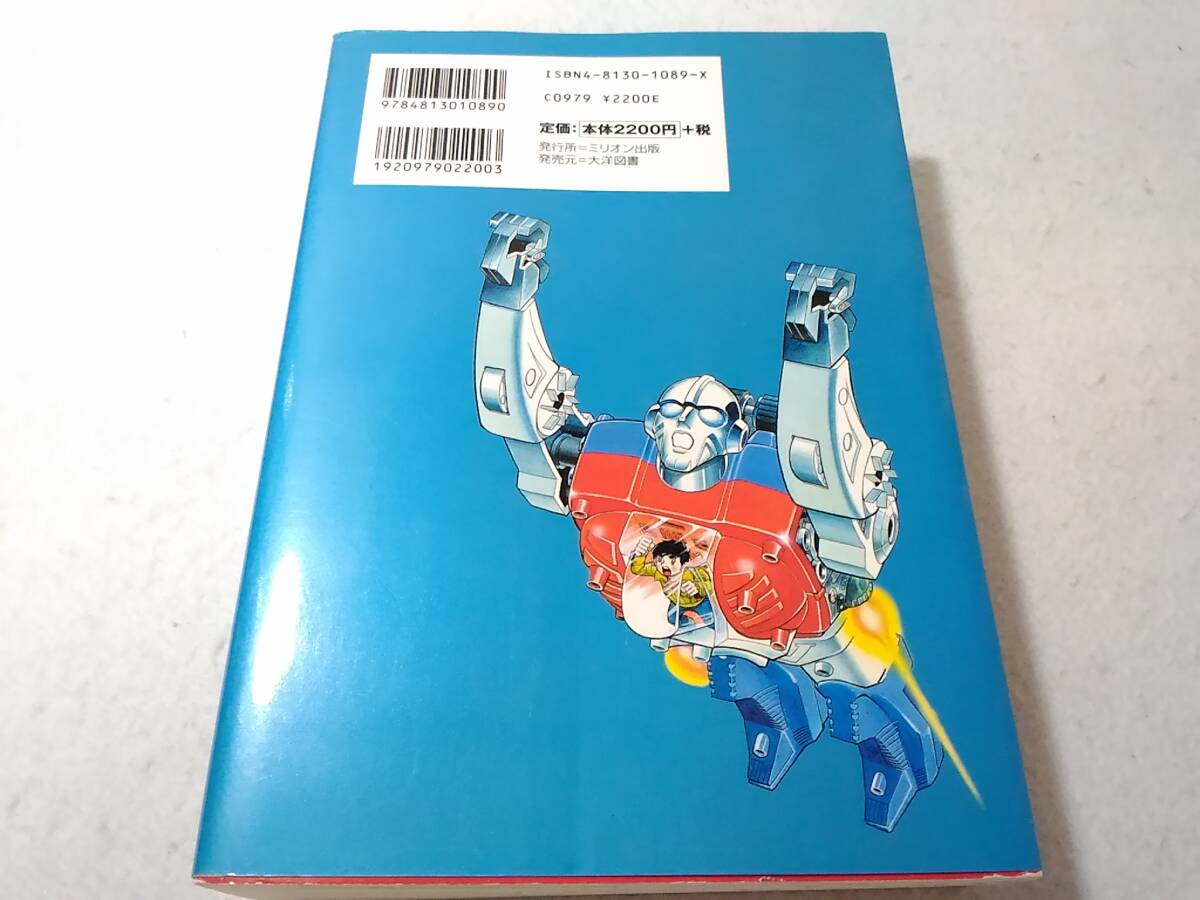 ISBN4-8130-1089-X
9784813010890
C0979 ¥2200E
定価：本体2200円+税
発行所=ミリオン出版
発売元=大洋図書
1920979022003